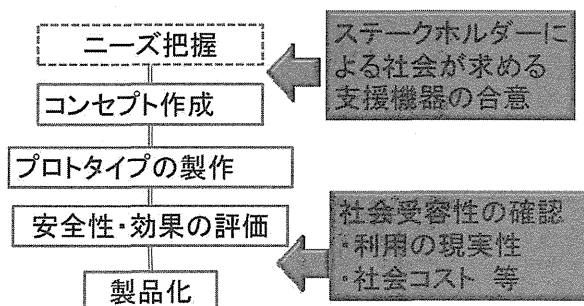 ニーズ把握
コンセプト作成
プロトタイプの製作
安全性・効果の評価
製品化
ステークホルダーに
よる社会が求める
支援機器の合意
社会受容性の確認
・利用の現実性
・社会コスト 等